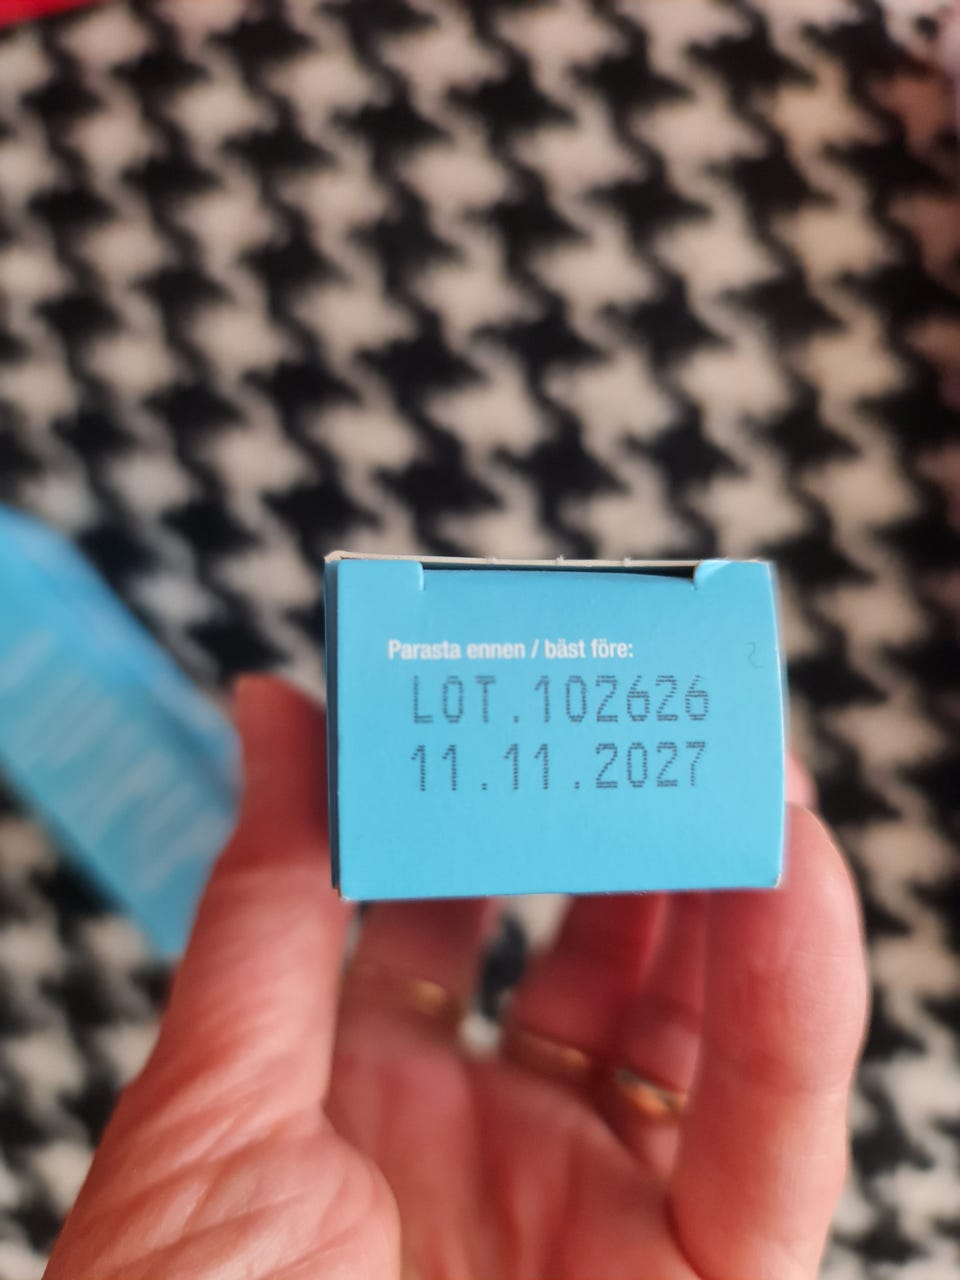 Parasta ennen / bäst före:
LOT.102626
11.11.2027